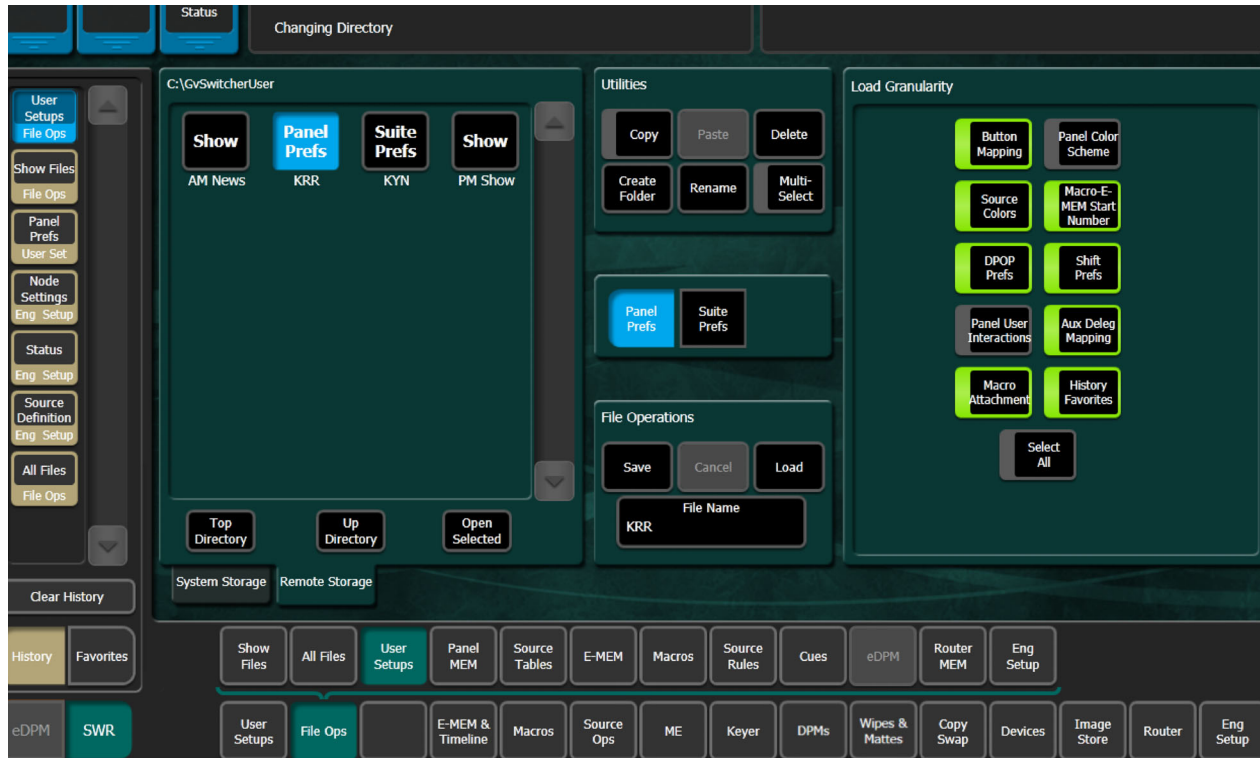 Status
Changing Directory
User
Setups
File Ops
Show Files
File Ops
Panel
Prefs
User Set
Node
Settings
Eng Setup
Status
Eng Setup
Source
Definition
Eng Setup
All Files
File Ops
Clear History
History
Favorites
eDPM
SWR
C:\GvSwitcherUser
Show
AM News
Panel
Prefs
KRR
Suite
Prefs
KYN
Show
PM Show
Top
Directory
Up
Directory
Open
Selected
System Storage
Remote Storage
Utilities
Copy
Paste
Delete
Create
Folder
Rename
Multi-
Select
Panel
Prefs
Suite
Prefs
File Operations
Save
Cancel
Load
File Name
KRR
Load Granularity
Button
Mapping
Panel Color
Scheme
Source
Colors
Macro-E-
MEM Start
Number
DPOP
Prefs
Shift
Prefs
Panel User
Interactions
Aux Deleg
Mapping
Macro
Attachment
History
Favorites
Select
All
Show
Files
All Files
User
Setups
Panel
MEM
Source
Tables
E-MEM
Macros
Source
Rules
Cues
eDPM
Router
MEM
Eng
Setup
User
Setups
File Ops
E-MEM &
Timeline
Macros
Source
Ops
ME
Keyer
DPMs
Wipes &
Mattes
Copy
Swap
Devices
Image
Store
Router
Eng
Setup